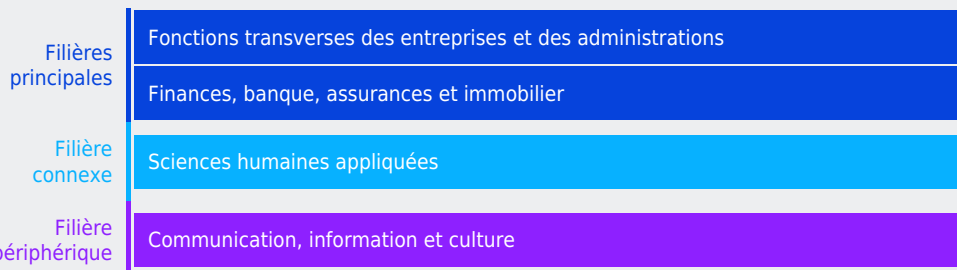 Filières
principales
Fonctions transverses des entreprises et des administrations
Finances, banque, assurances et immobilier
Filière
connexe
Sciences humaines appliquées
Filière
périphérique
Communication, information et culture